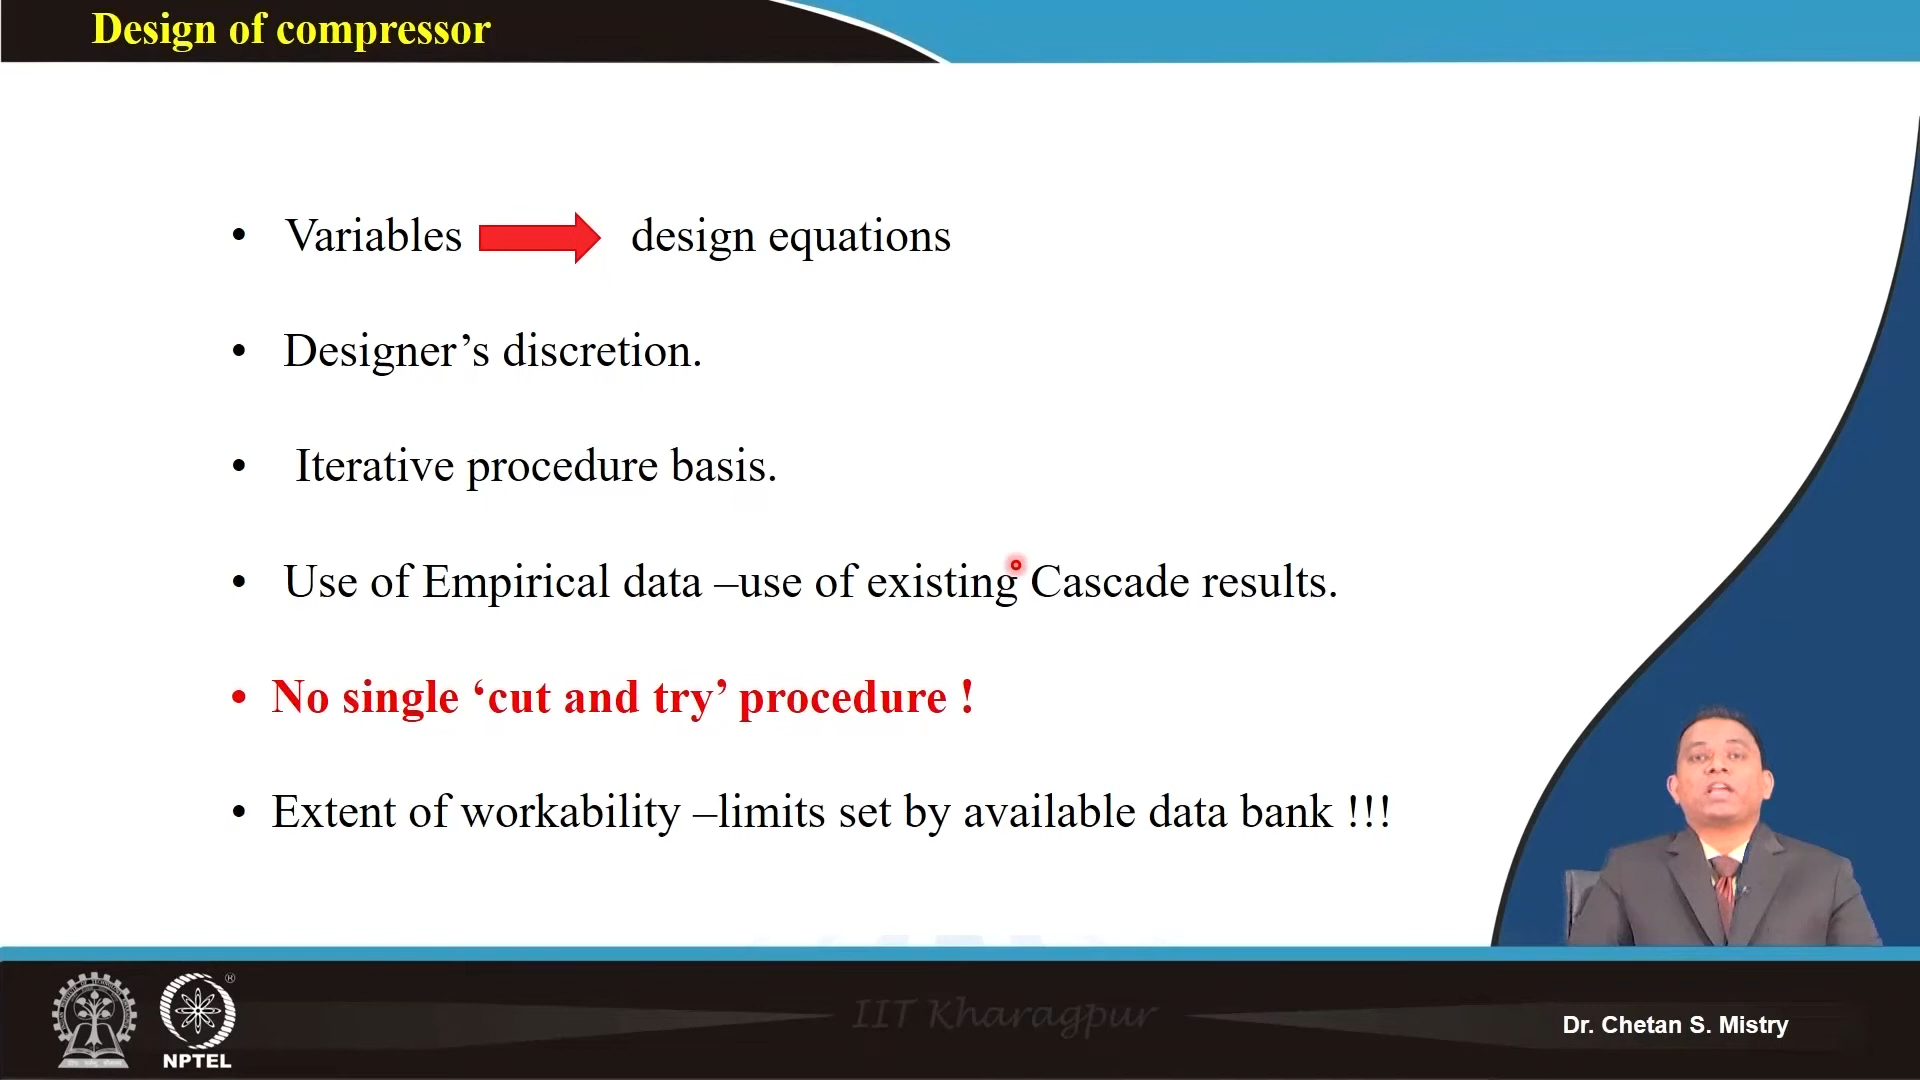 Design of compressor
• Variables design equations
• Designer’s discretion.
• Iterative procedure basis.
• Use of Empirical data –use of existing Cascade results.
• No single ‘cut and try’ procedure !
• Extent of workability –limits set by available data bank !!!
IIT Kharagpur
NPTEL
Dr. Chetan S. Mistry